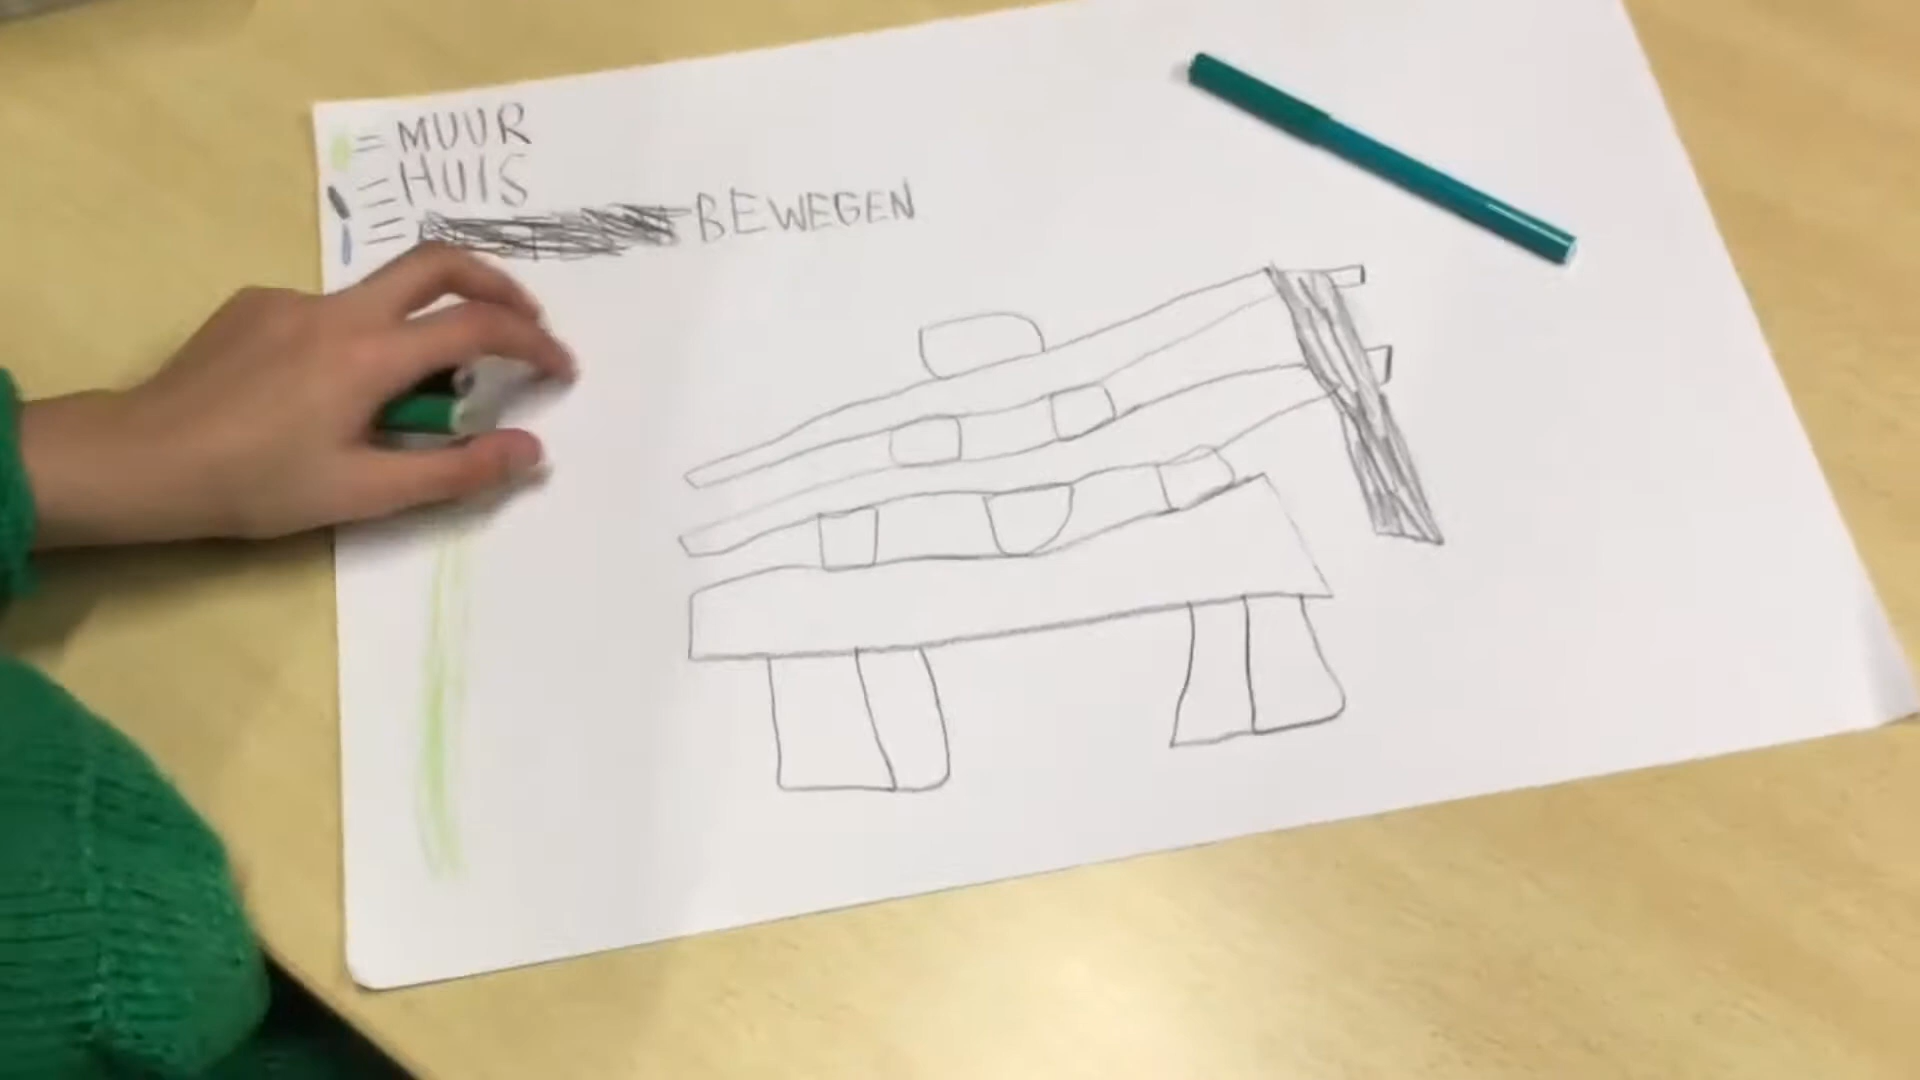 = MUUR
= HUIS
= BEWEGEN